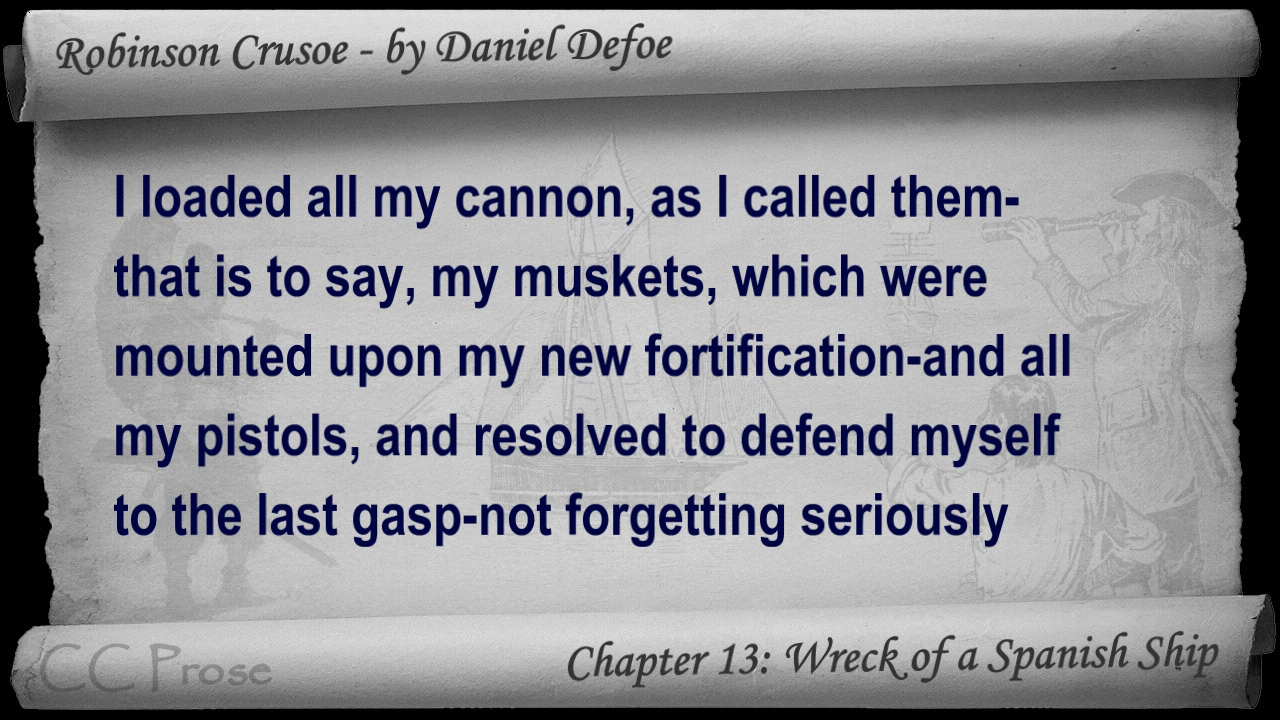 Robinson Crusoe - by Daniel Defoe
I loaded all my cannon, as I called them-
that is to say, my muskets, which were
mounted upon my new fortification-and all
my pistols, and resolved to defend myself
to the last gasp-not forgetting seriously
CC Prose
Chapter 13: Wreck of a Spanish Ship